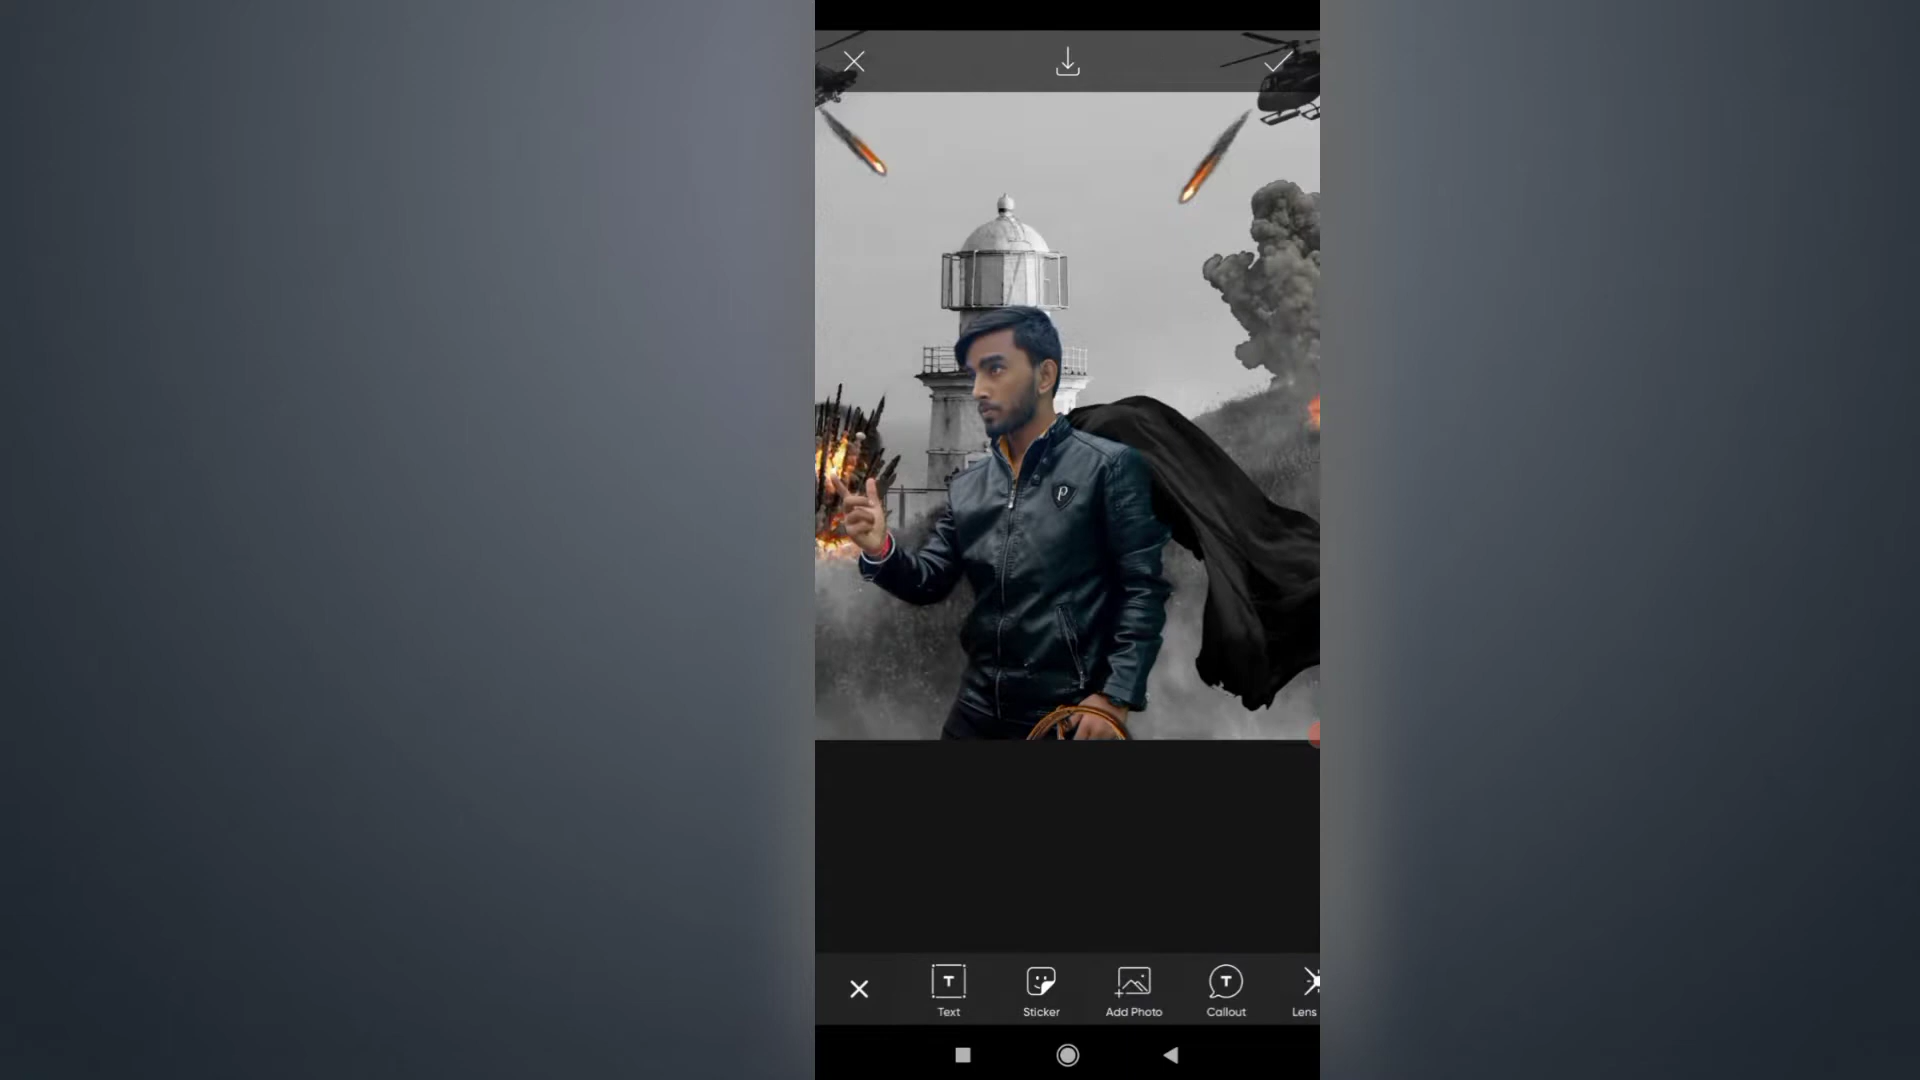 ρ
T
T
Text
Sticker
Add Photo
Callout
Lens